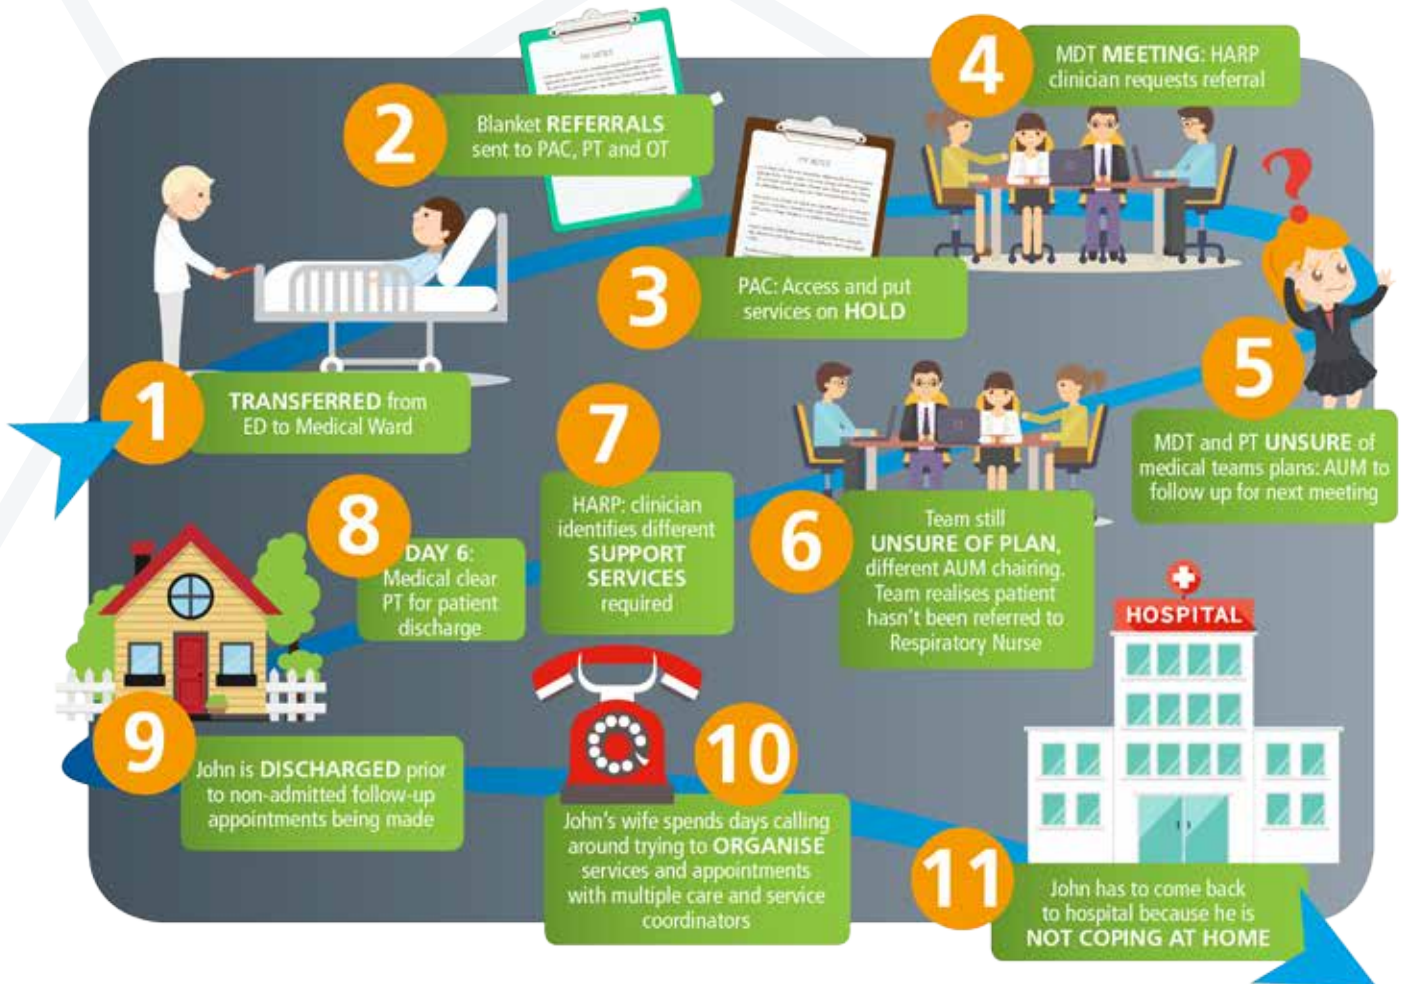 1
TRANSFERRED from
ED to Medical Ward
2
Blanket REFERRALS
sent to PAC, PT and OT
3
PAC: Access and put
services on HOLD
4
MDT MEETING: HARP
clinician requests referral
5
MDT and PT UNSURE of
medical teams plans: AUM to
follow up for next meeting
6
Team still
UNSURE OF PLAN,
different AUM chairing.
Team realises patient
hasn't been referred to
Respiratory Nurse
7
HARP: clinician
identifies different
SUPPORT
SERVICES
required
8
DAY 6:
Medical clear
PT for patient
discharge
9
John is DISCHARGED prior
to non-admitted follow-up
appointments being made
10
John's wife spends days calling
around trying to ORGANISE
services and appointments
with multiple care and service
coordinators
HOSPITAL
11
John has to come back
to hospital because he is
NOT COPING AT HOME